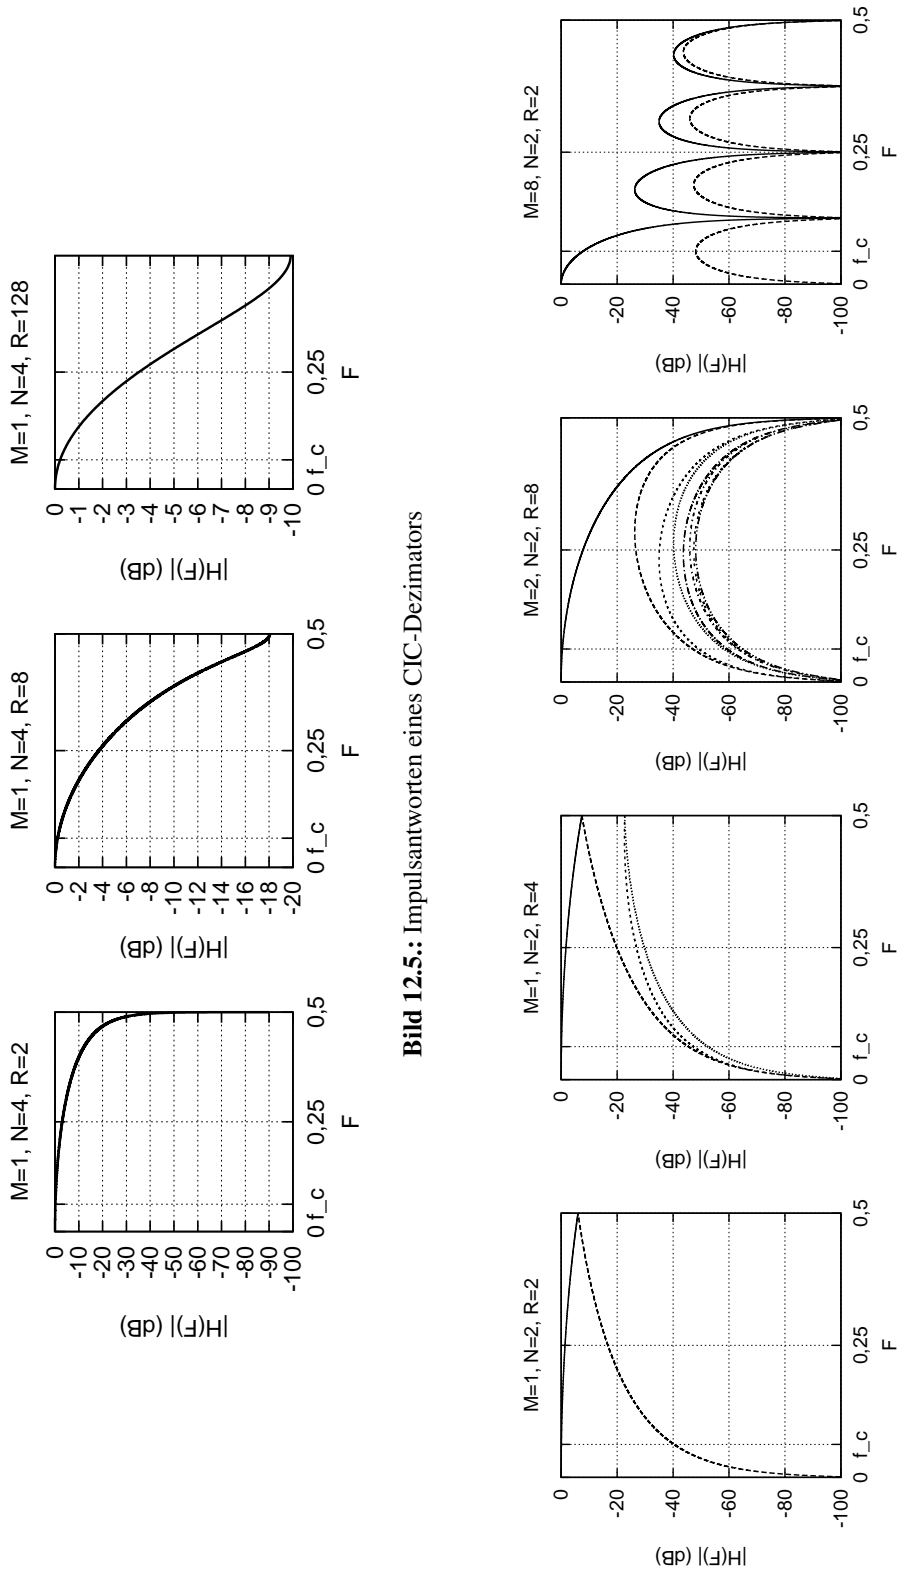 M=1, N=4, R=2
0
-10
-20
-30
-40
-50
-60
-70
-80
-90
-100
|H(F)| (dB)
0 f_c 0,25 0,5
F
M=1, N=4, R=8
0
-2
-4
-6
-8
-10
-12
-14
-16
-18
-20
|H(F)| (dB)
0 f_c 0,25 0,5
F
M=1, N=4, R=128
0
-1
-2
-3
-4
-5
-6
-7
-8
-9
-10
|H(F)| (dB)
0 f_c 0,25
F
Bild 12.5.: Impulsantworten eines CIC-Dezimators
M=1, N=2, R=2
0
-20
-40
-60
-80
-100
|H(F)| (dB)
0 f_c 0,25 0,5
F
M=1, N=2, R=4
0
-20
-40
-60
-80
-100
|H(F)| (dB)
0 f_c 0,25 0,5
F
M=2, N=2, R=8
0
-20
-40
-60
-80
-100
|H(F)| (dB)
0 f_c 0,25 0,5
F
M=8, N=2, R=2
0
-20
-40
-60
-80
-100
|H(F)| (dB)
0 f_c 0,25 0,5
F